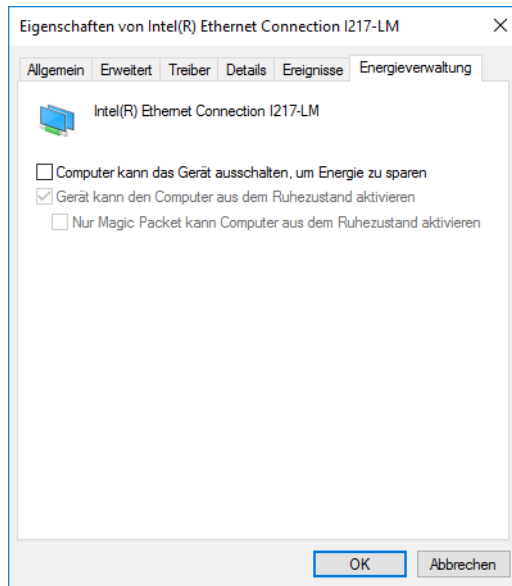 Eigenschaften von Intel(R) Ethernet Connection I217-LM
Allgemein Erweitert Treiber Details Ereignisse Energieverwaltung
Intel(R) Ethernet Connection I217-LM
Computer kann das Gerät ausschalten, um Energie zu sparen
Gerät kann den Computer aus dem Ruhezustand aktivieren
Nur Magic Packet kann Computer aus dem Ruhezustand aktivieren
OK Abbrechen